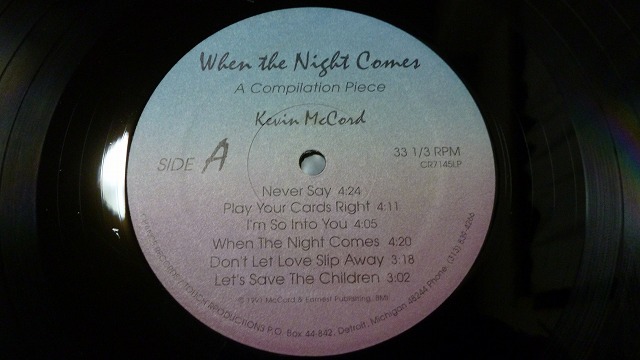 When the Night Comes
A Compilation Piece
Kevin McCord
SIDE A
33 1/3 RPM
CR7145LP
Never Say 4:24
Play Your Cards Right 4:11
I'm So Into You 4:05
When The Night Comes 4:20
Don't Let Love Slip Away 3:18
Let's Save The Children 3:02
© 1991 McCord & Earnest Publishing, BMI
PRODUCTIONS P.O. Box 44-842, Detroit, Michigan 48244 Phone: (313)